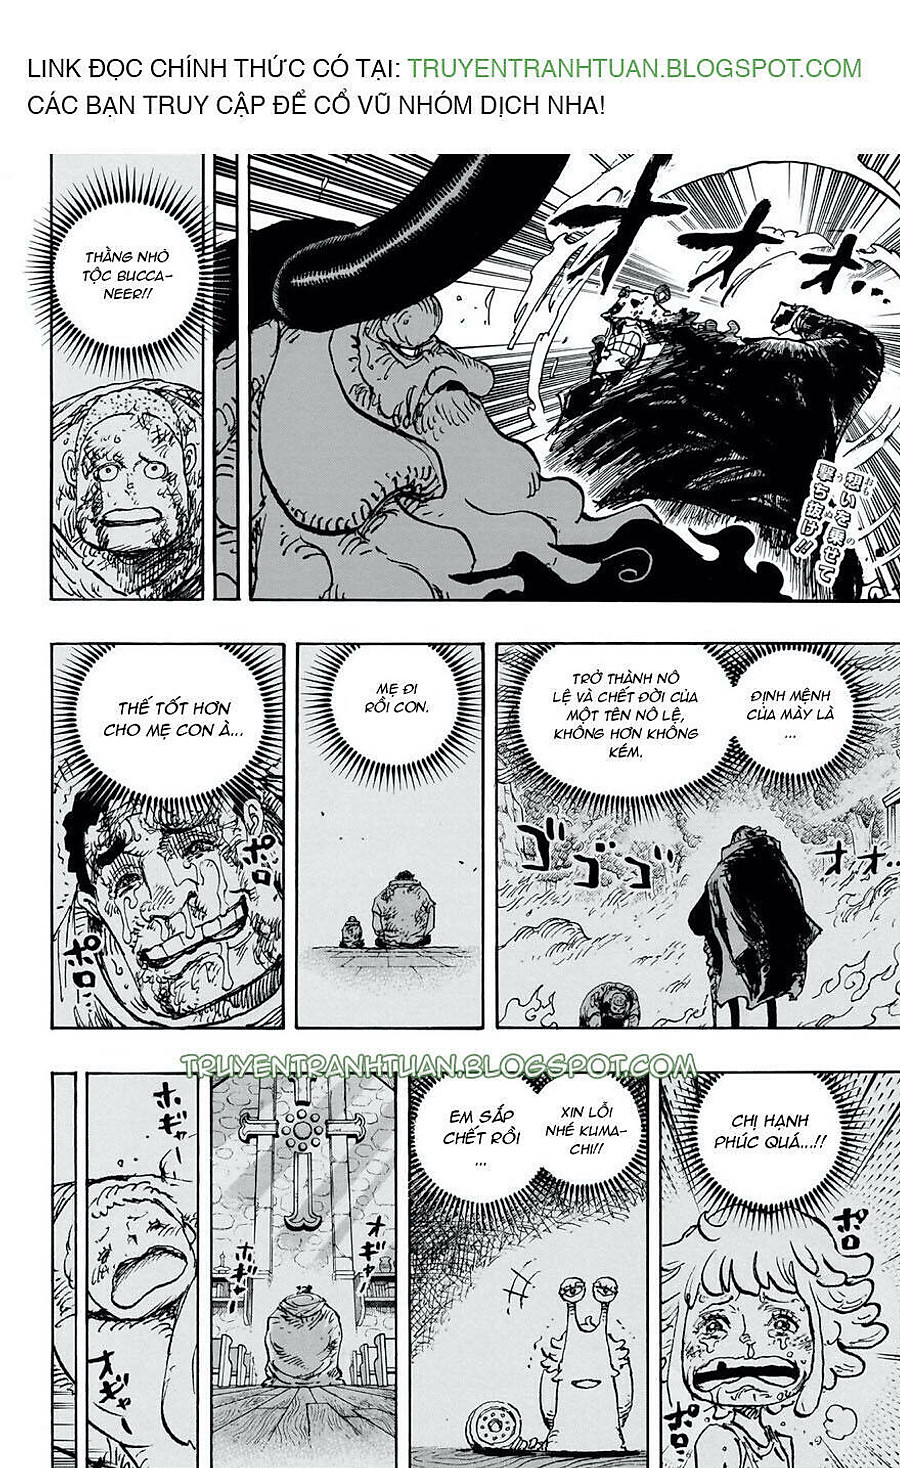 LINK ĐỌC CHÍNH THỨC CÓ TẠI: TRUYENTRANHTUAN.BLOGSPOT.COM
CÁC BẠN TRUY CẬP ĐỂ CỔ VŨ NHÓM DỊCH NHA!
THẰNG NHÓ
TỘC BUCCA-
NEER!!
オオオ
想いを乗せて
撃ち抜け!!
THẾ TỐT HƠN
CHO MẸ CON À...
ポロ
ポロ
MẸ ĐI
RỒI CON.
TRỞ THÀNH NÔ
LỆ VÀ CHẾT ĐỜI CỦA
MỘT TÊN NÔ LỆ,
KHÔNG HƠN KHÔNG
KÉM.
ĐỊNH MỆNH
CỦA MÀY LÀ
...
ゴゴゴゴ
オオ...
TRUYENTRANHTUAN.BLOGSPOT.COM
ホギャー
オギャー
オギャー
オギャー
EM SẮP
CHẾT RỒI
...
XIN LỖI
NHÉ KUMA-
CHI!!
CHỊ HẠNH
PHÚC QUÁ...!!
ポロ
ポロ